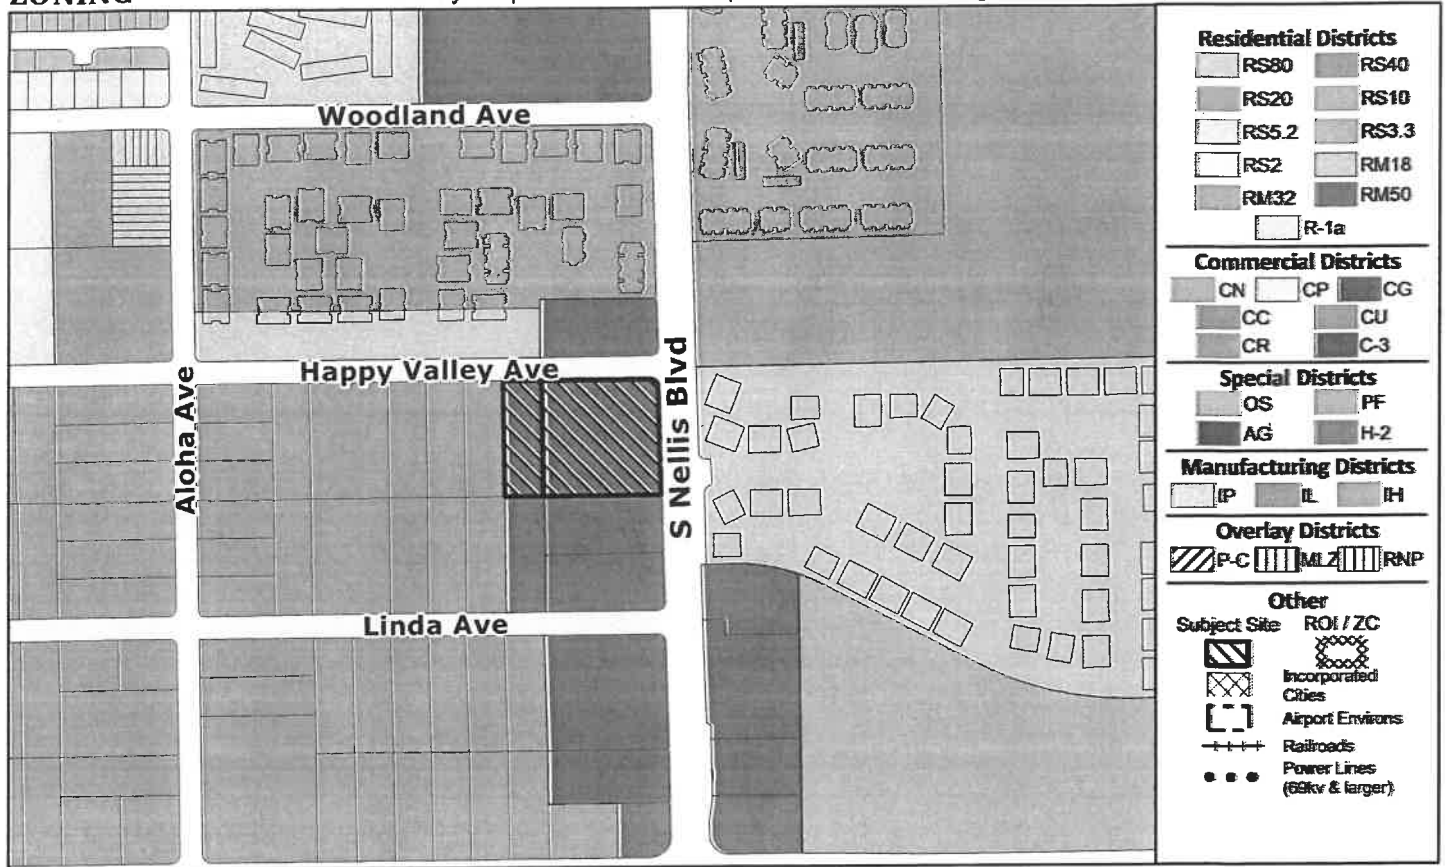 ZONING
Woodland Ave
Happy Valley Ave
Aloha Ave
S Nellis Blvd
Linda Ave
Residential Districts
RS80 RS40
RS20 RS10
RS5.2 RS3.3
RS2 RM18
RM32 RM50
R-1a
Commercial Districts
CN CP CG
CC CU
CR C-3
Special Districts
OS PF
AG H-2
Manufacturing Districts
IP IL IH
Overlay Districts
P-C MLZ RNP
Other
Subject Site ROI / ZC
Incorporated
Cities
Airport Environs
Railroads
Power Lines
(69kv & larger)